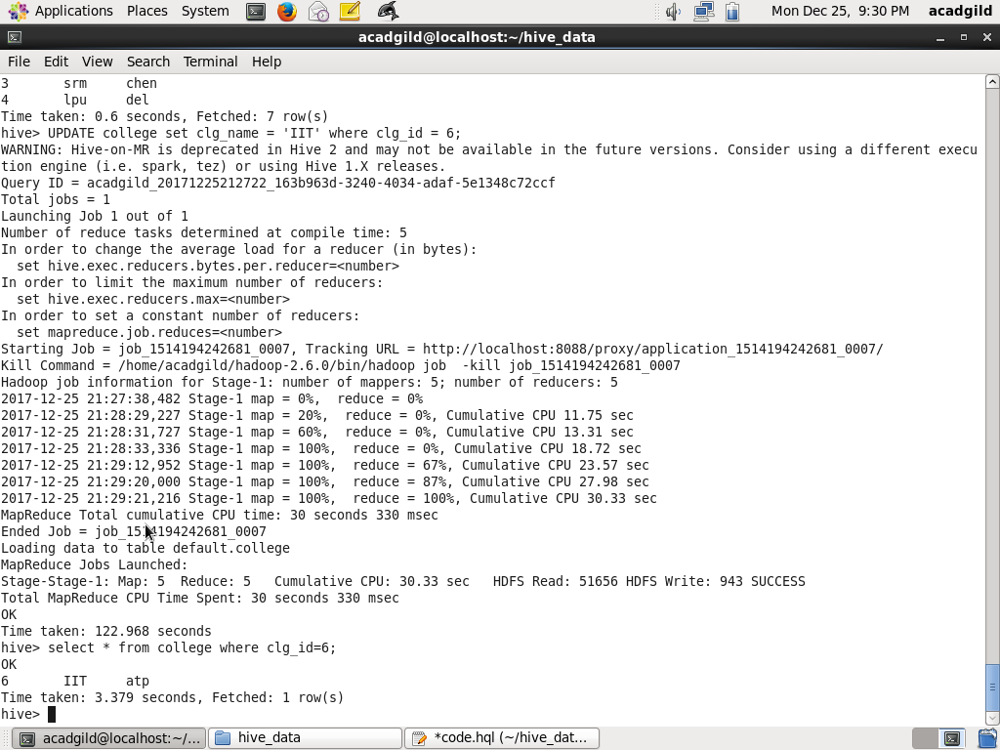 Applications Places System Mon Dec 25, 9:30 PM acadgild
acadgild@localhost:~/hive_data
File Edit View Search Terminal Help
3 srm chen
4 lpu del
Time taken: 0.6 seconds, Fetched: 7 row(s)
hive> UPDATE college set clg_name = 'IIT' where clg_id = 6;
WARNING: Hive-on-MR is deprecated in Hive 2 and may not be available in the future versions. Consider using a different execu
tion engine (i.e. spark, tez) or using Hive 1.X releases.
Query ID = acadgild_20171225212722_163b963d-3240-4034-adaf-5e1348c72ccf
Total jobs = 1
Launching Job 1 out of 1
Number of reduce tasks determined at compile time: 5
In order to change the average load for a reducer (in bytes):
  set hive.exec.reducers.bytes.per.reducer=<number>
In order to limit the maximum number of reducers:
  set hive.exec.reducers.max=<number>
In order to set a constant number of reducers:
  set mapreduce.job.reduces=<number>
Starting Job = job_1514194242681_0007, Tracking URL = http://localhost:8088/proxy/application_1514194242681_0007/
Kill Command = /home/acadgild/hadoop-2.6.0/bin/hadoop job  -kill job_1514194242681_0007
Hadoop job information for Stage-1: number of mappers: 5; number of reducers: 5
2017-12-25 21:27:38,482 Stage-1 map = 0%,  reduce = 0%
2017-12-25 21:28:29,227 Stage-1 map = 20%,  reduce = 0%, Cumulative CPU 11.75 sec
2017-12-25 21:28:31,727 Stage-1 map = 60%,  reduce = 0%, Cumulative CPU 13.31 sec
2017-12-25 21:28:33,336 Stage-1 map = 100%,  reduce = 0%, Cumulative CPU 18.72 sec
2017-12-25 21:29:12,952 Stage-1 map = 100%,  reduce = 67%, Cumulative CPU 23.57 sec
2017-12-25 21:29:20,000 Stage-1 map = 100%,  reduce = 87%, Cumulative CPU 27.98 sec
2017-12-25 21:29:21,216 Stage-1 map = 100%,  reduce = 100%, Cumulative CPU 30.33 sec
MapReduce Total cumulative CPU time: 30 seconds 330 msec
Ended Job = job_1514194242681_0007
Loading data to table default.college
MapReduce Jobs Launched:
Stage-Stage-1: Map: 5  Reduce: 5   Cumulative CPU: 30.33 sec   HDFS Read: 51656 HDFS Write: 943 SUCCESS
Total MapReduce CPU Time Spent: 30 seconds 330 msec
OK
Time taken: 122.968 seconds
hive> select * from college where clg_id=6;
OK
6 IIT atp
Time taken: 3.379 seconds, Fetched: 1 row(s)
hive>
acadgild@localhost:~/... hive_data *code.hql (~/hive_dat...